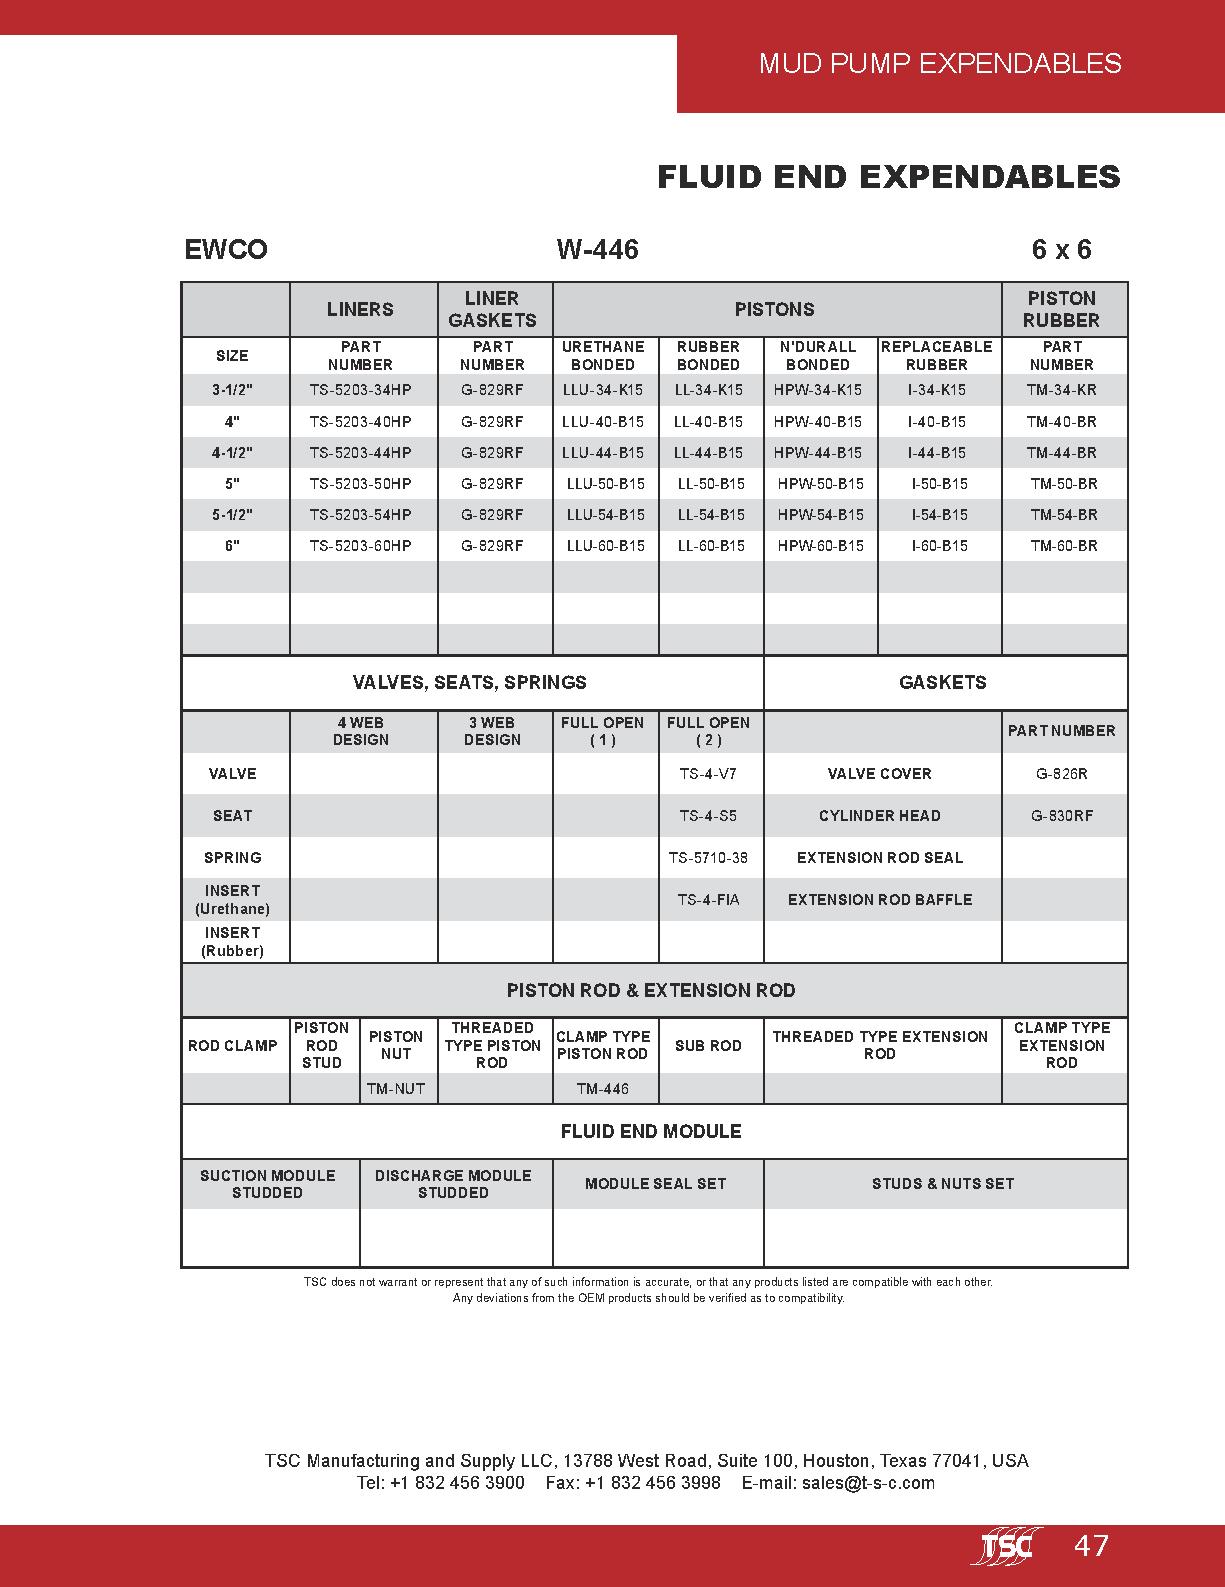 MUD PUMP EXPENDABLES
FLUID END EXPENDABLES
EWCO W-446 6 x 6
LINERS LINER GASKETS PISTONS PISTON RUBBER
SIZE PART NUMBER PART NUMBER URETHANE BONDED RUBBER BONDED N'DURALL BONDED REPLACEABLE RUBBER PART NUMBER
3-1/2" TS-5203-34HP G-829RF LLU-34-K15 LL-34-K15 HPW-34-K15 I-34-K15 TM-34-KR
4" TS-5203-40HP G-829RF LLU-40-B15 LL-40-B15 HPW-40-B15 I-40-B15 TM-40-BR
4-1/2" TS-5203-44HP G-829RF LLU-44-B15 LL-44-B15 HPW-44-B15 I-44-B15 TM-44-BR
5" TS-5203-50HP G-829RF LLU-50-B15 LL-50-B15 HPW-50-B15 I-50-B15 TM-50-BR
5-1/2" TS-5203-54HP G-829RF LLU-54-B15 LL-54-B15 HPW-54-B15 I-54-B15 TM-54-BR
6" TS-5203-60HP G-829RF LLU-60-B15 LL-60-B15 HPW-60-B15 I-60-B15 TM-60-BR
VALVES, SEATS, SPRINGS GASKETS
4 WEB DESIGN 3 WEB DESIGN FULL OPEN ( 1 ) FULL OPEN ( 2 ) PART NUMBER
VALVE TS-4-V7 VALVE COVER G-826R
SEAT TS-4-S5 CYLINDER HEAD G-830RF
SPRING TS-5710-38 EXTENSION ROD SEAL
INSERT (Urethane) TS-4-FIA EXTENSION ROD BAFFLE
INSERT (Rubber)
PISTON ROD & EXTENSION ROD
ROD CLAMP PISTON ROD STUD PISTON NUT THREADED TYPE PISTON ROD CLAMP TYPE PISTON ROD SUB ROD THREADED TYPE EXTENSION ROD CLAMP TYPE EXTENSION ROD
TM-NUT TM-446
FLUID END MODULE
SUCTION MODULE STUDDED DISCHARGE MODULE STUDDED MODULE SEAL SET STUDS & NUTS SET
TSC does not warrant or represent that any of such information is accurate, or that any products listed are compatible with each other.
Any deviations from the OEM products should be verified as to compatibility.
TSC Manufacturing and Supply LLC, 13788 West Road, Suite 100, Houston, Texas 77041, USA
Tel: +1 832 456 3900 Fax: +1 832 456 3998 E-mail: sales@t-s-c.com
TSC 47